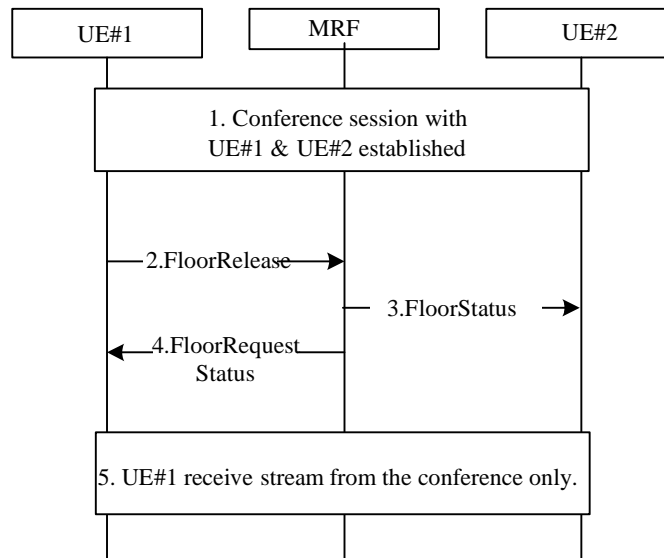 UE#1
MRF
UE#2
1. Conference session with
UE#1 & UE#2 established
2.FloorRelease
3.FloorStatus
4.FloorRequest
Status
5. UE#1 receive stream from the conference only.